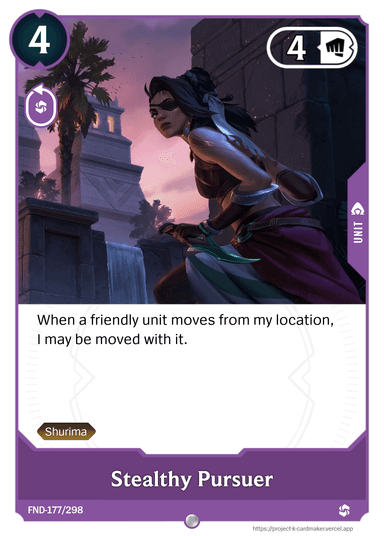 4
4
UNIT
When a friendly unit moves from my location,
I may be moved with it.
Shurima
Stealthy Pursuer
FND-177/298
https://project-k-cardmaker.vercel.app